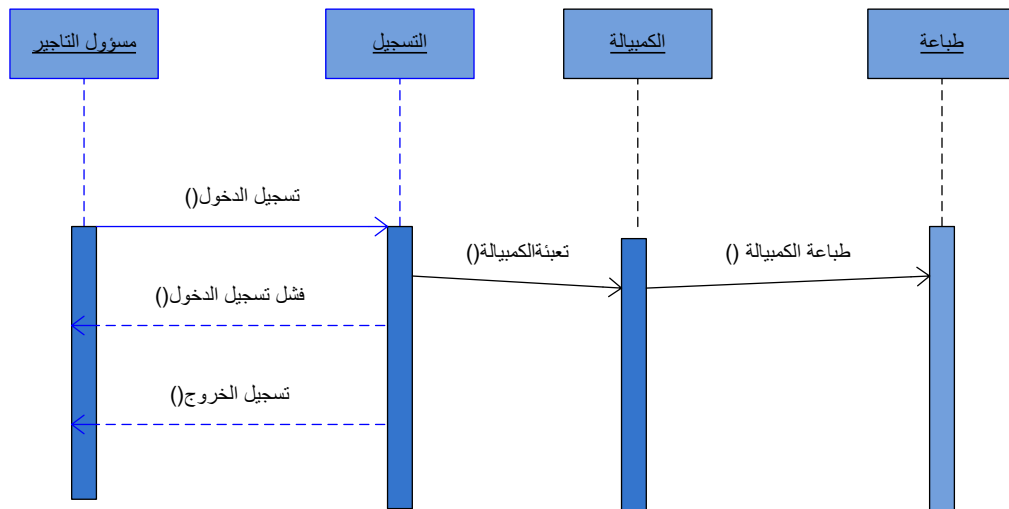 مسؤول التاجير
التسجيل
الكمبيالة
طباعة
تسجيل الدخول()
تعبئةالكمبيالة()
طباعة الكمبيالة ()
فشل تسجيل الدخول()
تسجيل الخروج()